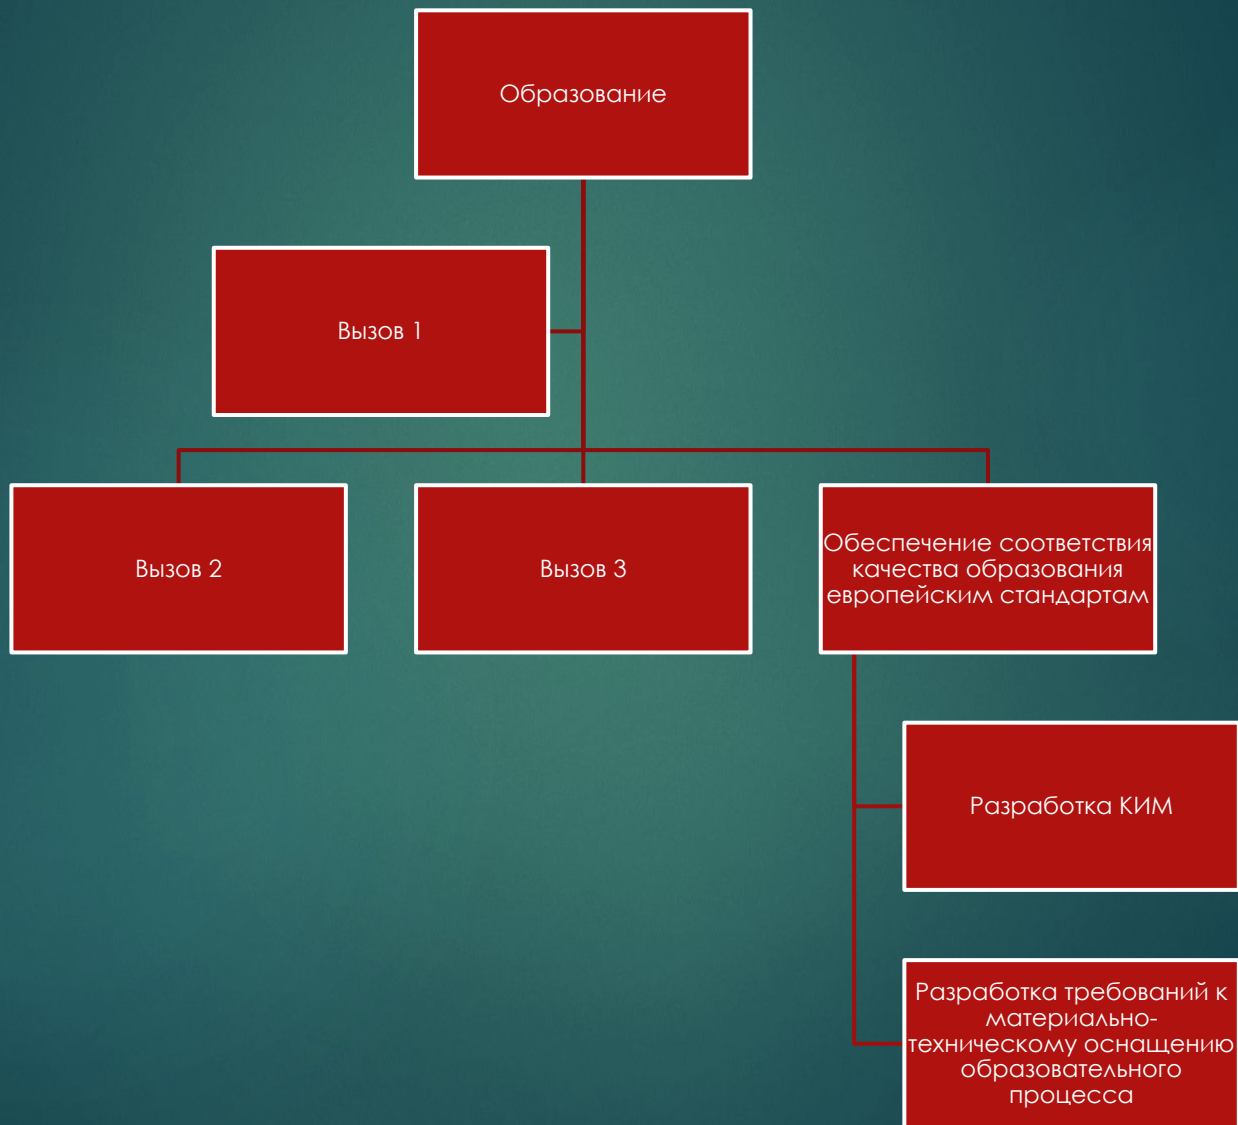 Образование
Вызов 1
Вызов 2
Вызов 3
Обеспечение соответствия
качества образования
европейским стандартам
Разработка КИМ
Разработка требований к
материально-
техническому оснащению
образовательного
процесса